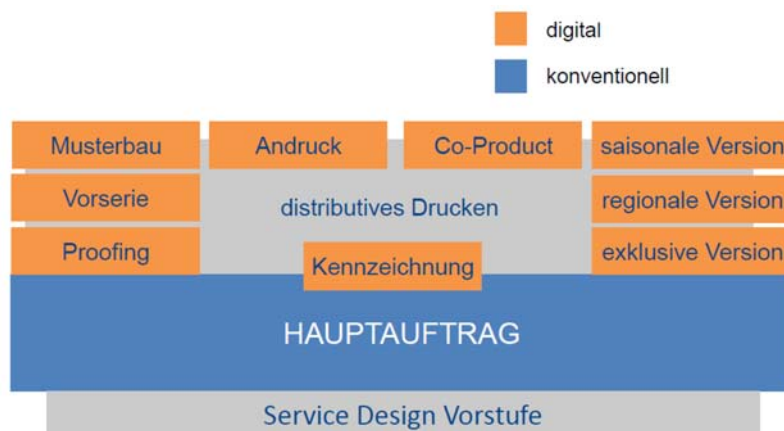 digital
konventionell
Musterbau
Andruck
Co-Product
saisonale Version
Vorserie
distributives Drucken
regionale Version
Proofing
Kennzeichnung
exklusive Version
HAUPTAUFTRAG
Service Design Vorstufe